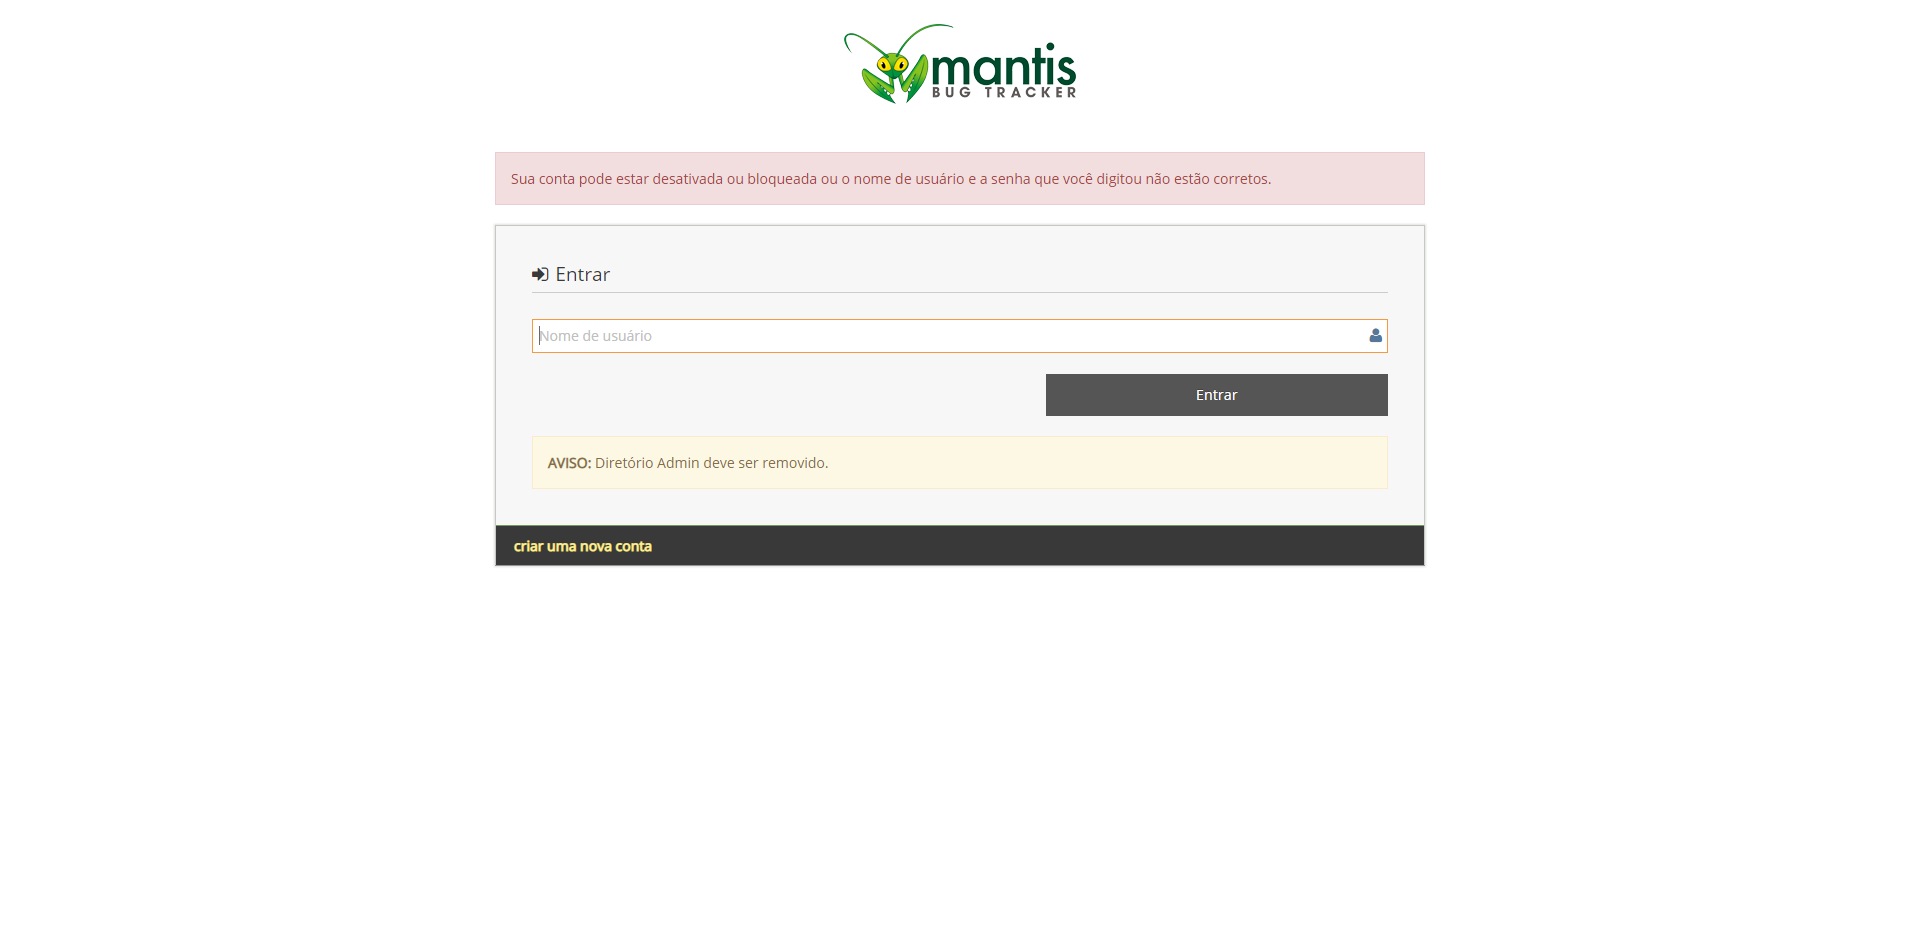 mantis
BUG TRACKER
Sua conta pode estar desativada ou bloqueada ou o nome de usuário e a senha que você digitou não estão corretos.
Entrar
Nome de usuário
Entrar
AVISO: Diretório Admin deve ser removido.
criar uma nova conta